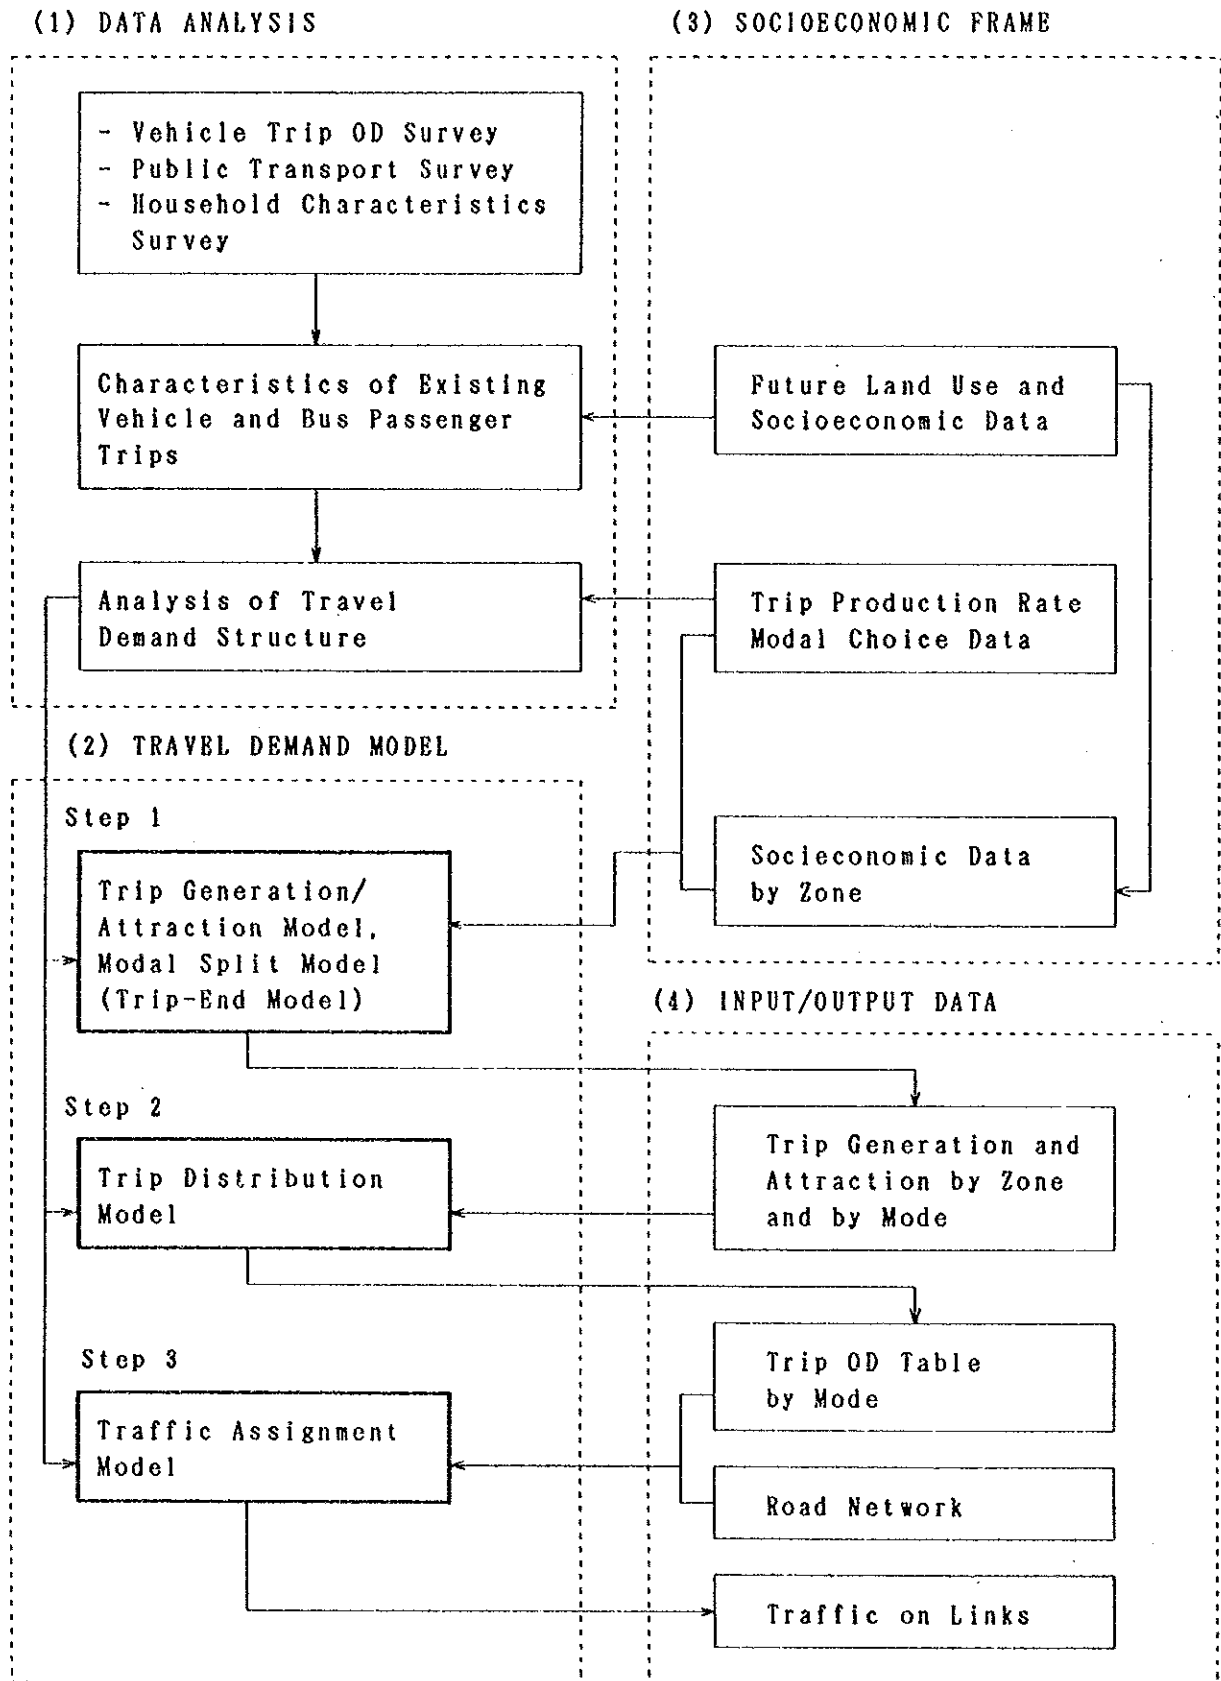 (1) DATA ANALYSIS
- Vehicle Trip OD Survey
- Public Transport Survey
- Household Characteristics
Survey
Characteristics of Existing
Vehicle and Bus Passenger
Trips
Analysis of Travel
Demand Structure
(3) SOCIOECONOMIC FRAME
Future Land Use and
Socioeconomic Data
Trip Production Rate
Modal Choice Data
Socieconomic Data
by Zone
(2) TRAVEL DEMAND MODEL
Step 1
Trip Generation/
Attraction Model,
Modal Split Model
(Trip-End Model)
Step 2
Trip Distribution
Model
Step 3
Traffic Assignment
Model
(4) INPUT/OUTPUT DATA
Trip Generation and
Attraction by Zone
and by Mode
Trip OD Table
by Mode
Road Network
Traffic on Links